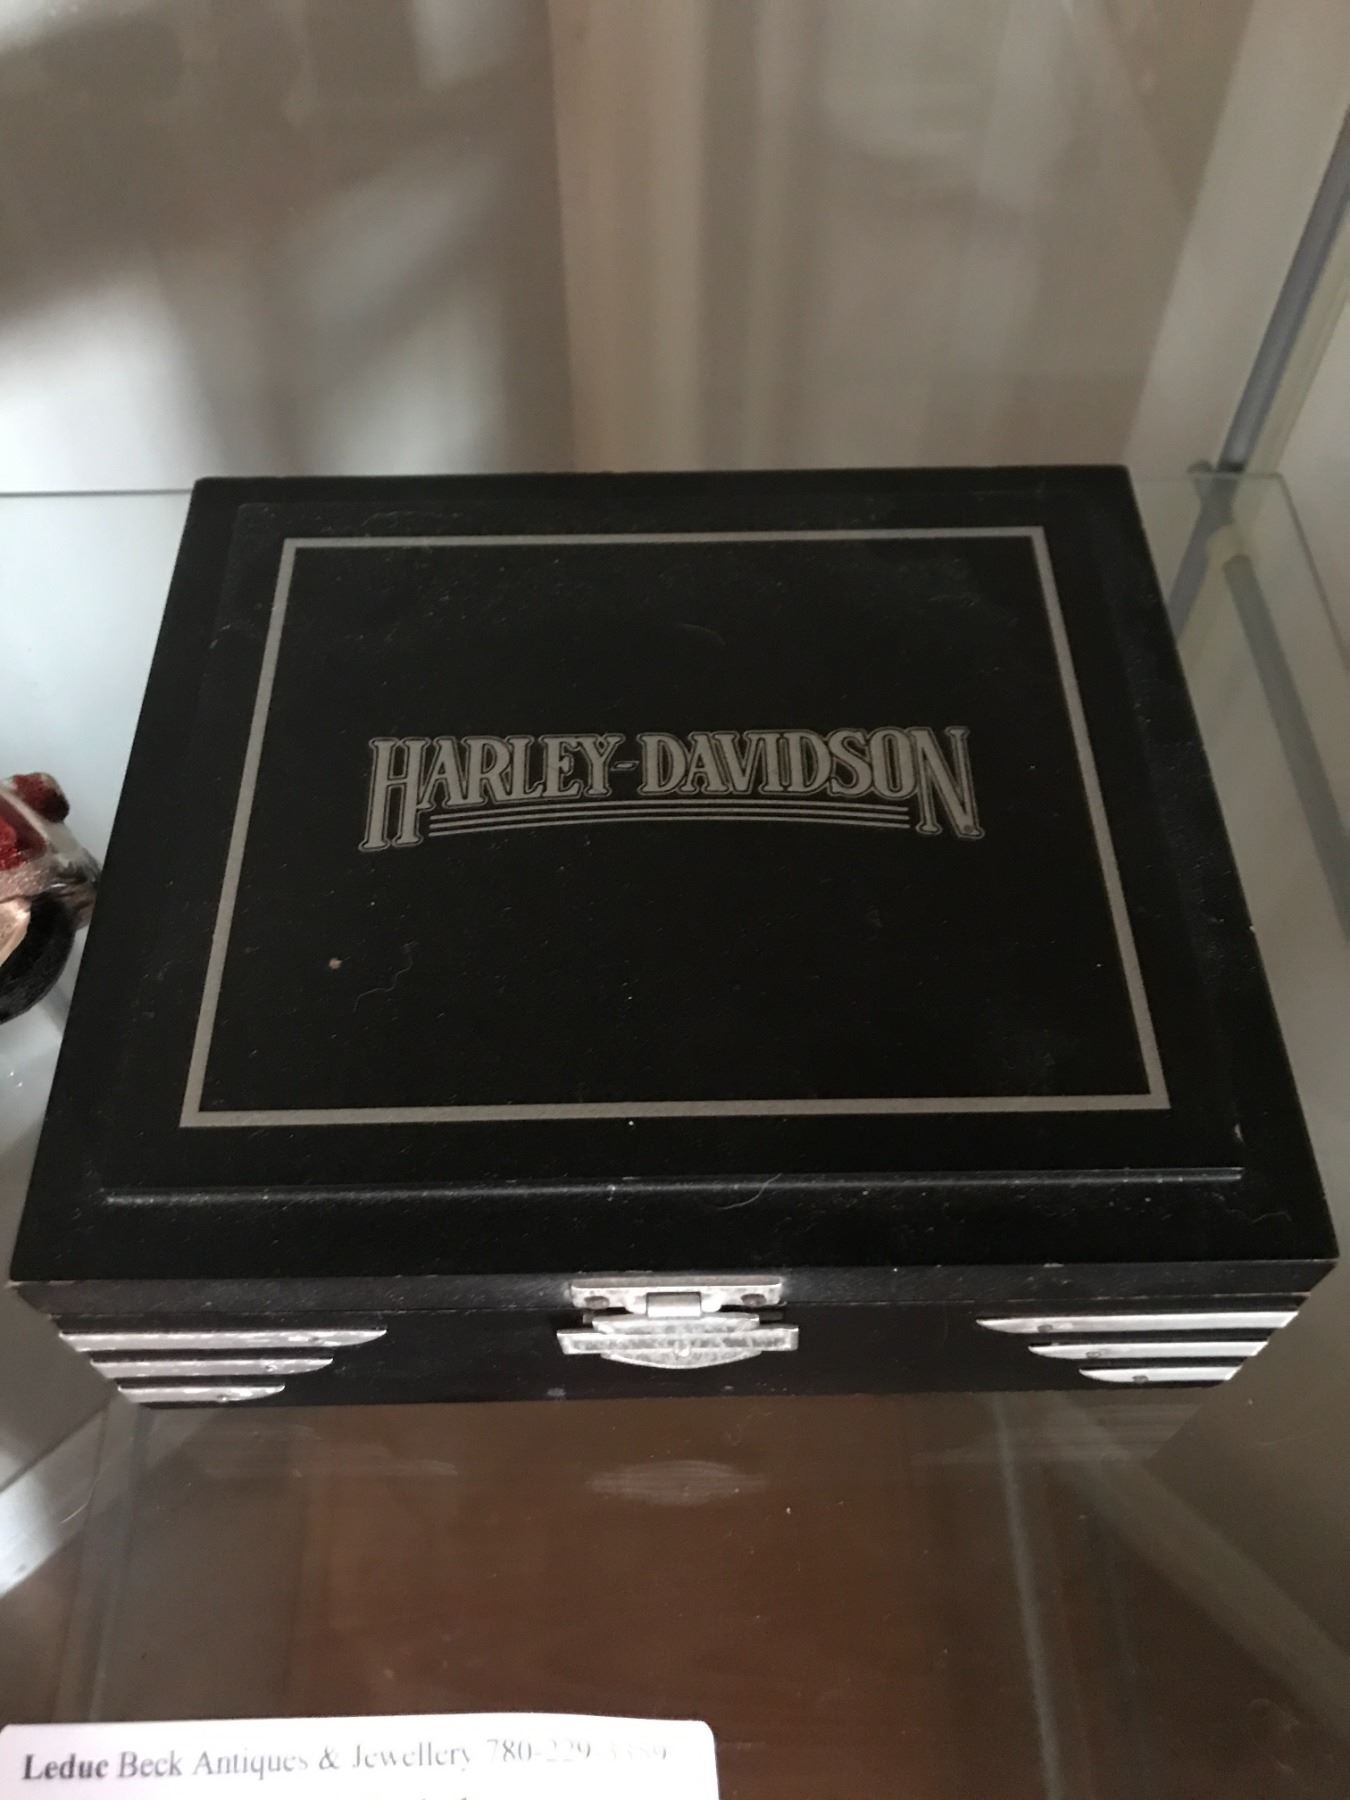 HARLEY-DAVIDSON
Leduc Beck Antiques & Jewellery 780-229-